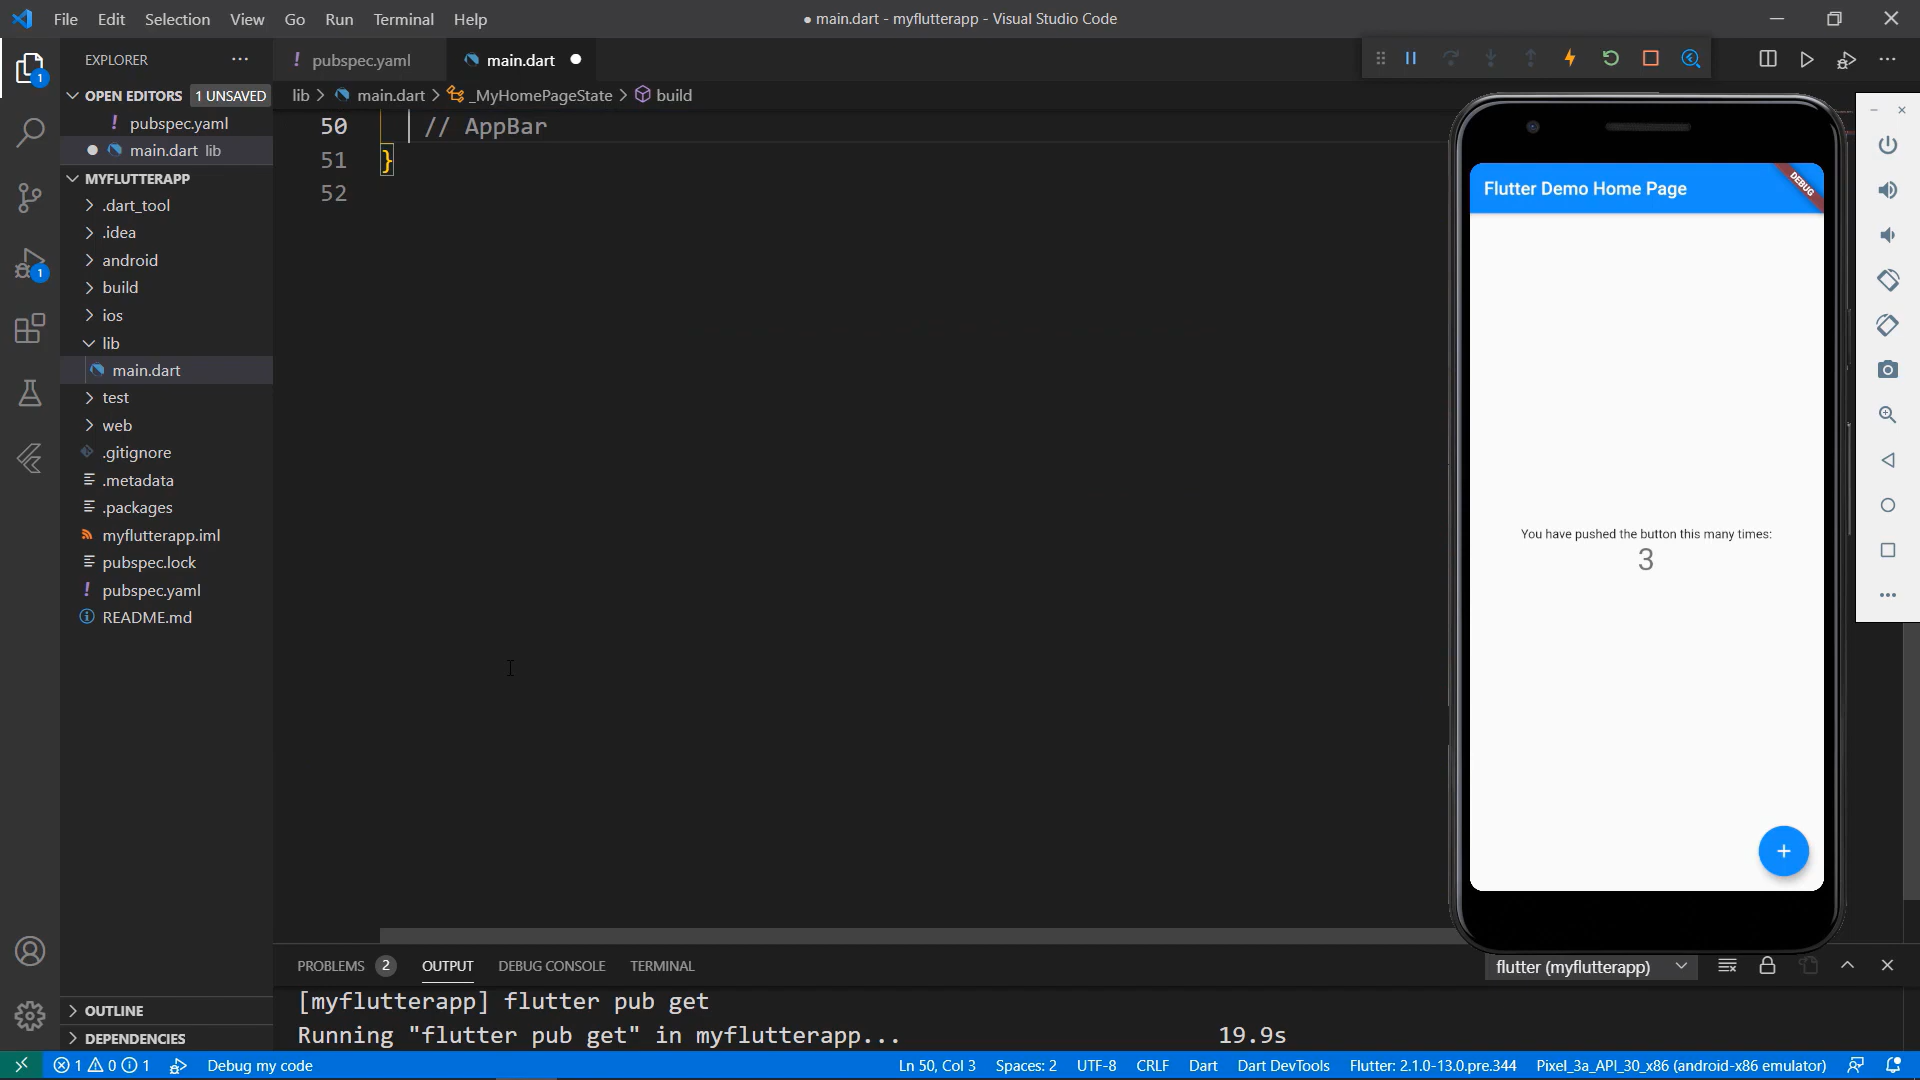 File Edit Selection View Go Run Terminal Help
● main.dart - myflutterapp - Visual Studio Code
EXPLORER
! pubspec.yaml
main.dart ●
OPEN EDITORS 1 UNSAVED
! pubspec.yaml
● main.dart lib
MYFLUTTERAPP
.dart_tool
.idea
android
build
ios
lib
main.dart
test
web
.gitignore
.metadata
.packages
myflutterapp.iml
pubspec.lock
! pubspec.yaml
README.md
OUTLINE
DEPENDENCIES
1
1
lib > main.dart > _MyHomePageState > build
50 // AppBar
51 }
52
Flutter Demo Home Page
DEBUG
You have pushed the button this many times:
3
+
PROBLEMS 2 OUTPUT DEBUG CONSOLE TERMINAL
flutter (myflutterapp)
[myflutterapp] flutter pub get
Running "flutter pub get" in myflutterapp... 19.9s
1 0 1 Debug my code
Ln 50, Col 3 Spaces: 2 UTF-8 CRLF Dart Dart DevTools Flutter: 2.1.0-13.0.pre.344 Pixel_3a_API_30_x86 (android-x86 emulator)